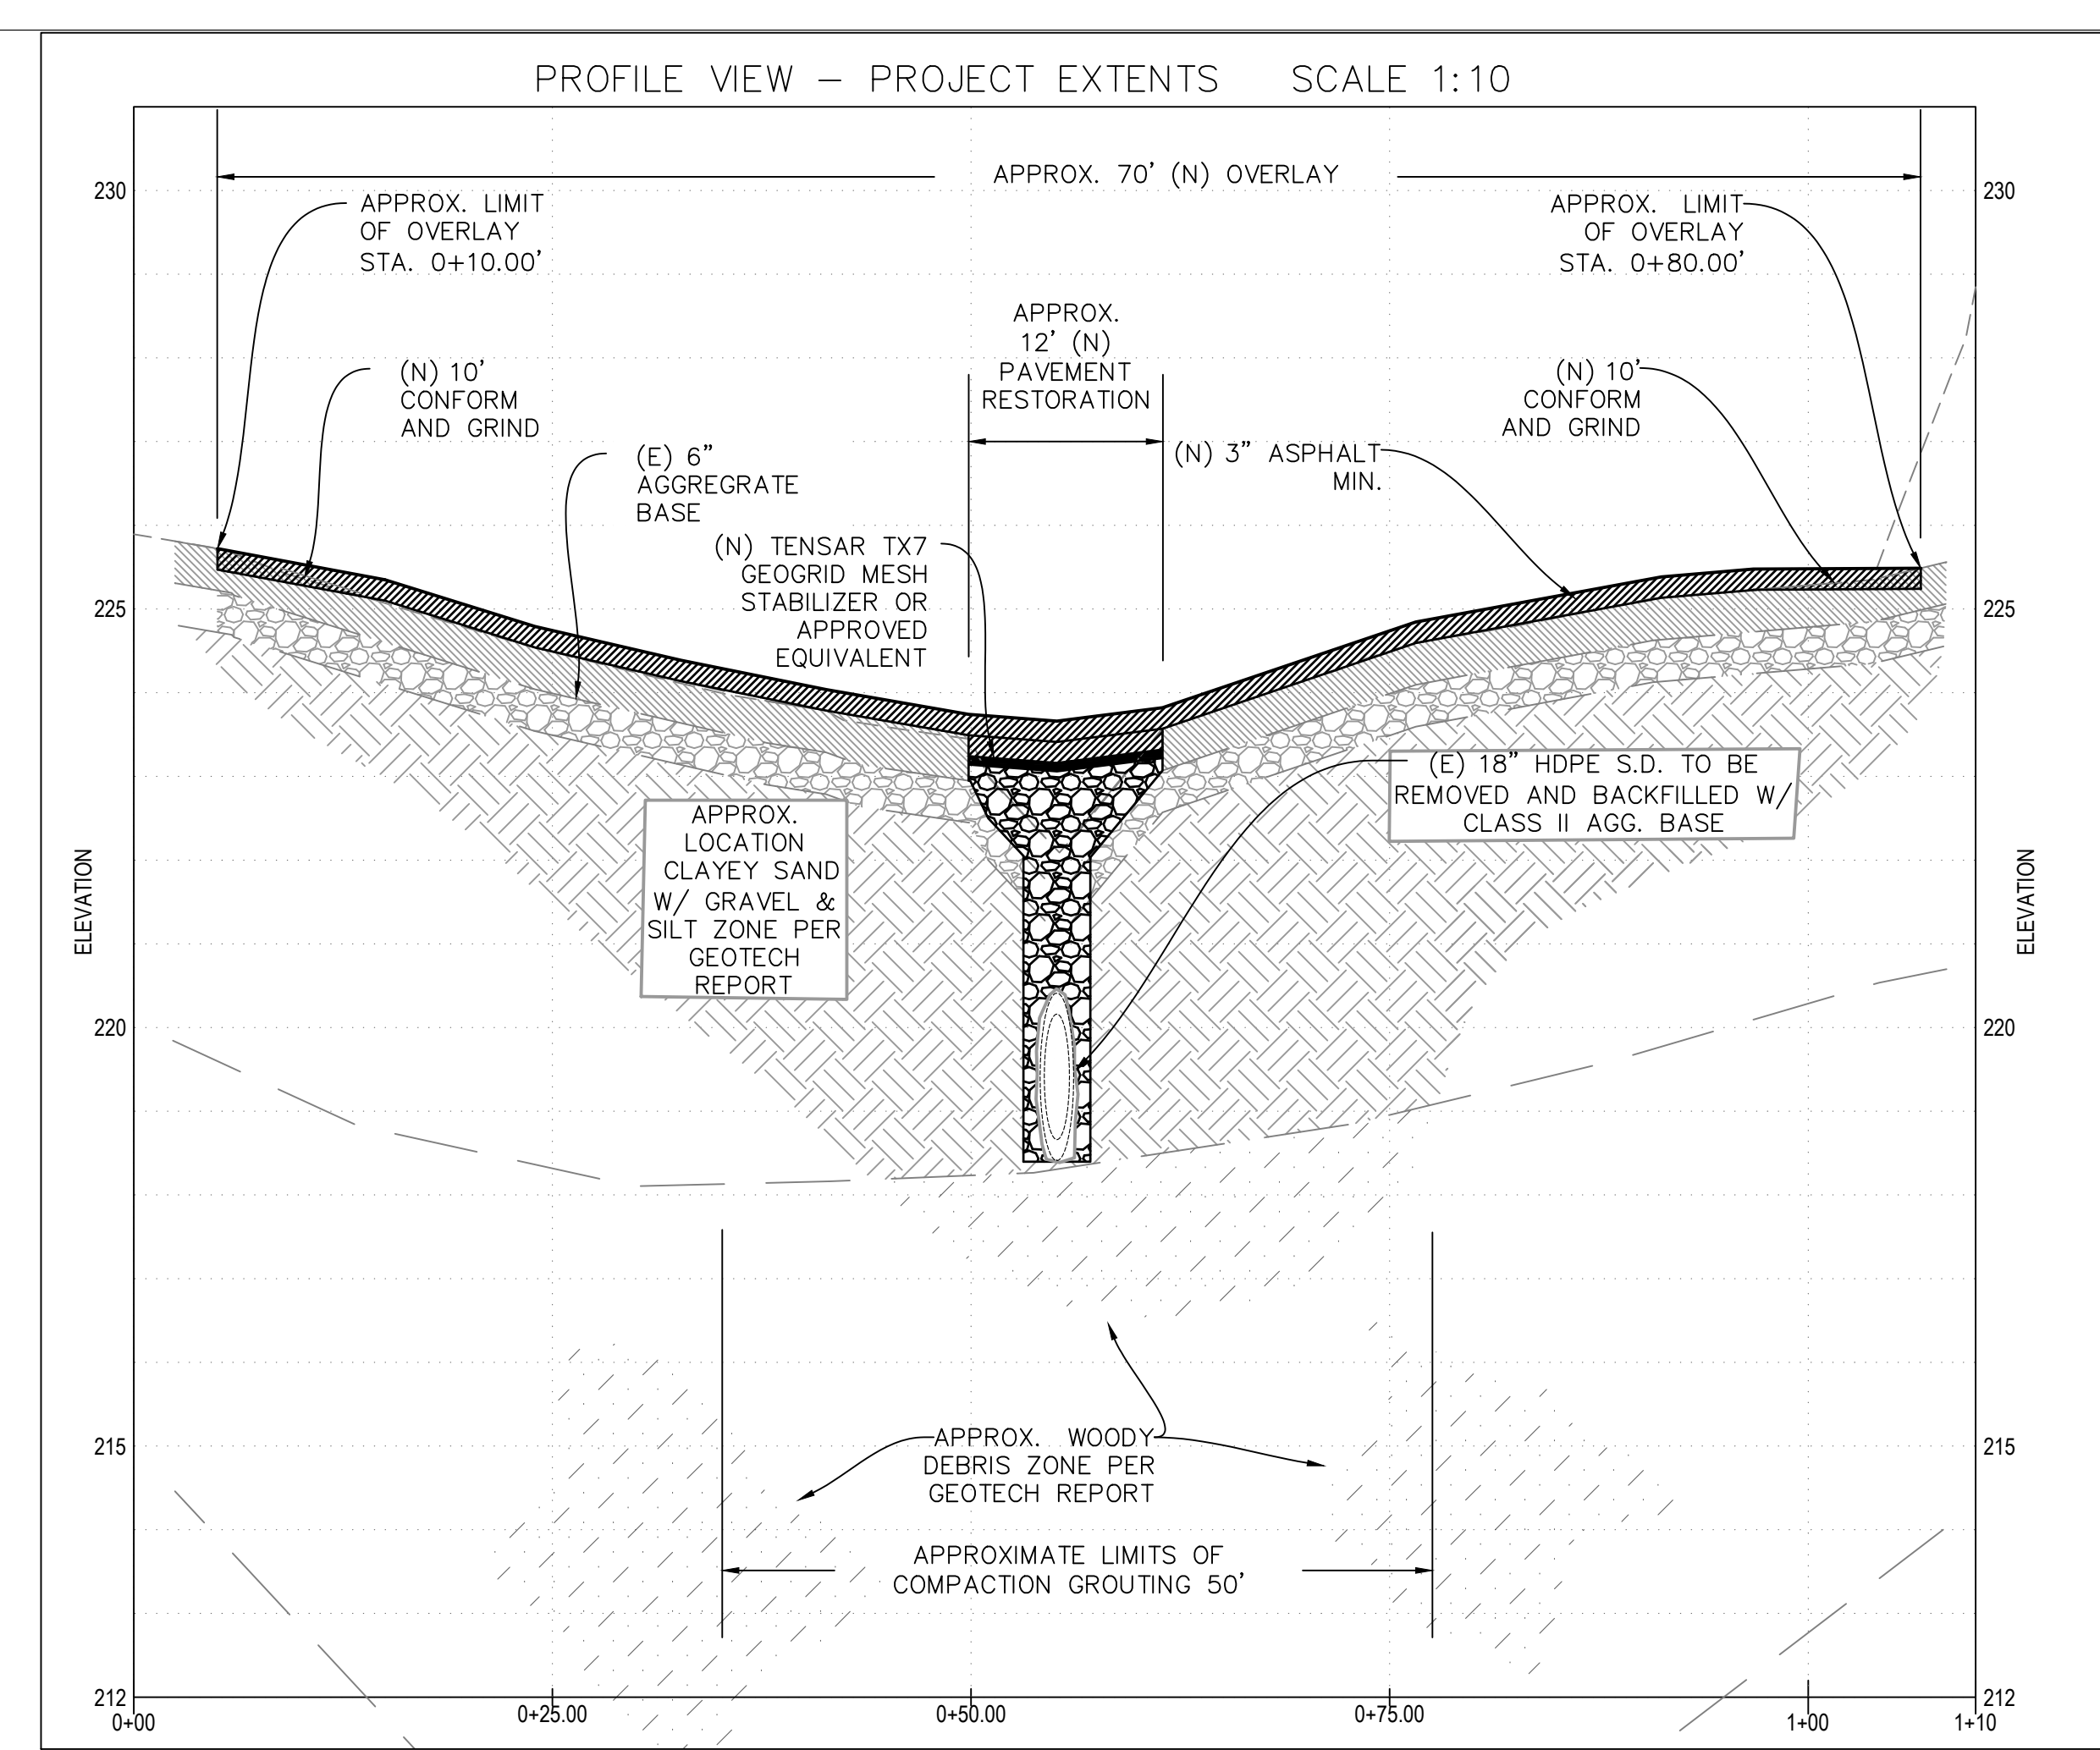 PROFILE VIEW – PROJECT EXTENTS SCALE 1:10
APPROX. 70' (N) OVERLAY
230
230
APPROX. LIMIT
OF OVERLAY
STA. 0+10.00'
APPROX. LIMIT
OF OVERLAY
STA. 0+80.00'
APPROX.
12' (N)
PAVEMENT
RESTORATION
(N) 10'
CONFORM
AND GRIND
(N) 10'
CONFORM
AND GRIND
(E) 6"
AGGREGRATE
BASE
(N) 3" ASPHALT
MIN.
(N) TENSAR TX7
GEOGRID MESH
STABILIZER OR
APPROVED
EQUIVALENT
225
225
(E) 18" HDPE S.D. TO BE
REMOVED AND BACKFILLED W/
CLASS II AGG. BASE
APPROX.
LOCATION
CLAYEY SAND
W/ GRAVEL &
SILT ZONE PER
GEOTECH
REPORT
ELEVATION
ELEVATION
220
220
215
215
APPROX. WOODY
DEBRIS ZONE PER
GEOTECH REPORT
APPROXIMATE LIMITS OF
COMPACTION GROUTING 50'
212
212
0+00
0+25.00
0+50.00
0+75.00
1+00
1+10